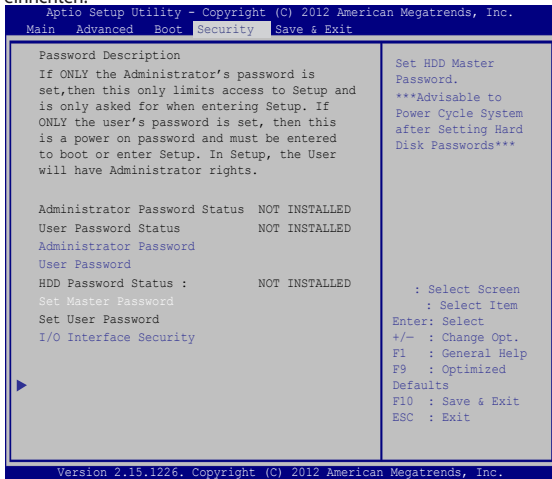 einrichten.
Aptio Setup Utility - Copyright (C) 2012 American Megatrends, Inc.
Main Advanced Boot Security Save & Exit
Password Description
If ONLY the Administrator's password is
set,then this only limits access to Setup and
is only asked for when entering Setup. If
ONLY the user's password is set, then this
is a power on password and must be entered
to boot or enter Setup. In Setup, the User
will have Administrator rights.
Administrator Password Status NOT INSTALLED
User Password Status NOT INSTALLED
Administrator Password
User Password
HDD Password Status : NOT INSTALLED
Set Master Password
Set User Password
I/O Interface Security
Set HDD Master
Password.
***Advisable to
Power Cycle System
after Setting Hard
Disk Passwords***
: Select Screen
: Select Item
Enter: Select
+/— : Change Opt.
F1 : General Help
F9 : Optimized
Defaults
F10 : Save & Exit
ESC : Exit
Version 2.15.1226. Copyright (C) 2012 American Megatrends, Inc.